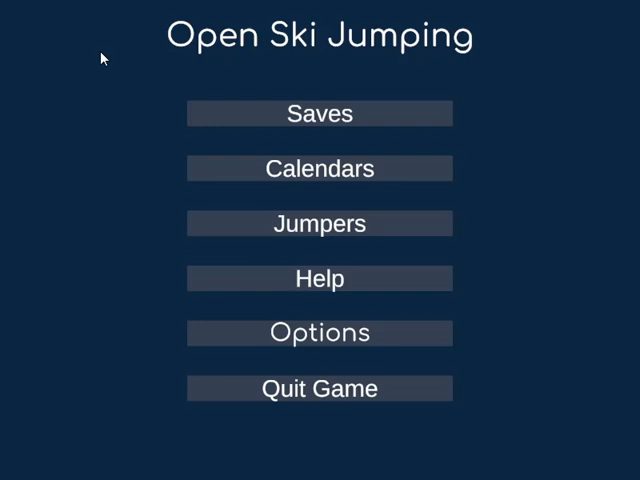 Open Ski Jumping
Saves
Calendars
Jumpers
Help
Options
Quit Game